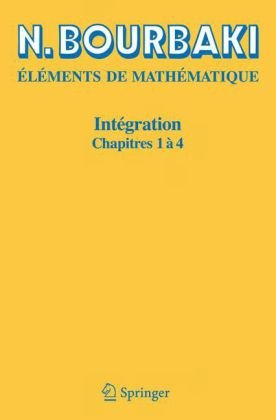 N. BOURBAKI
ÉLÉMENTS DE MATHÉMATIQUE
Intégration
Chapitres 1 à 4
Springer